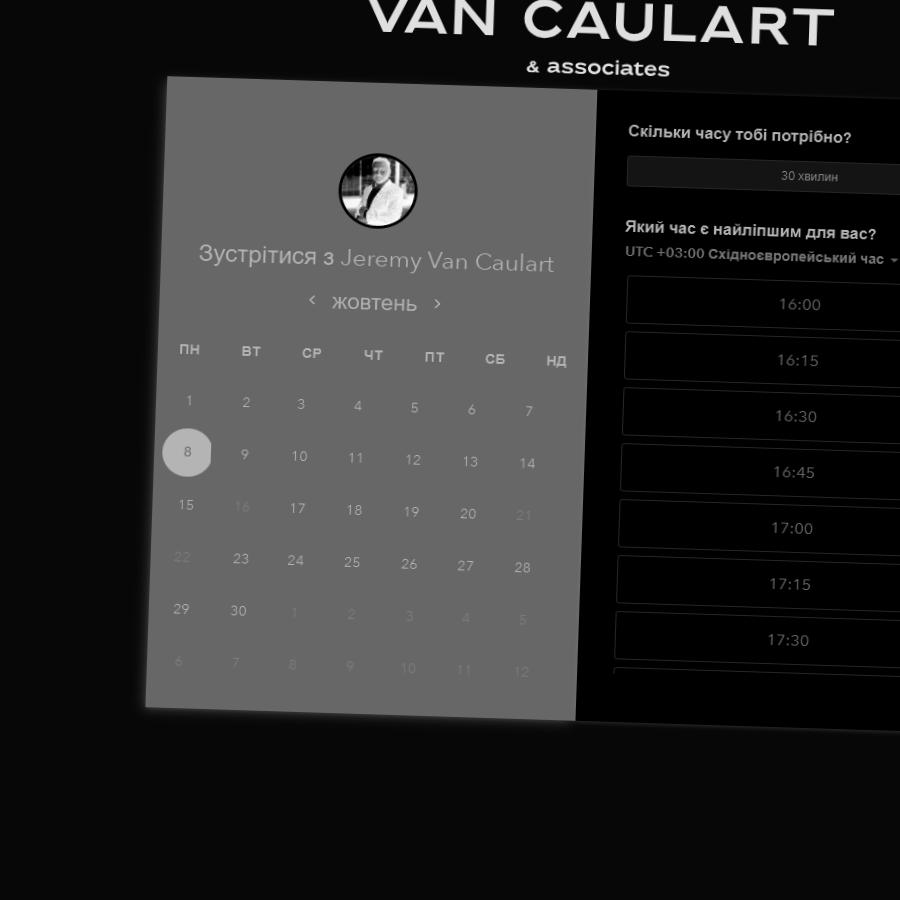 VAN CAULART
& associates
Зустрітися з Jeremy Van Caulart
жовтень
ПН ВТ СР ЧТ ПТ СБ НД
1 2 3 4 5 6 7
8 9 10 11 12 13 14
15 16 17 18 19 20 21
22 23 24 25 26 27 28
29 30 1 2 3 4 5
6 7 8 9 10 11 12
Скільки часу тобі потрібно?
30 хвилин
Який час є найліпшим для вас?
UTC +03:00 Східноєвропейський час
16:00
16:15
16:30
16:45
17:00
17:15
17:30